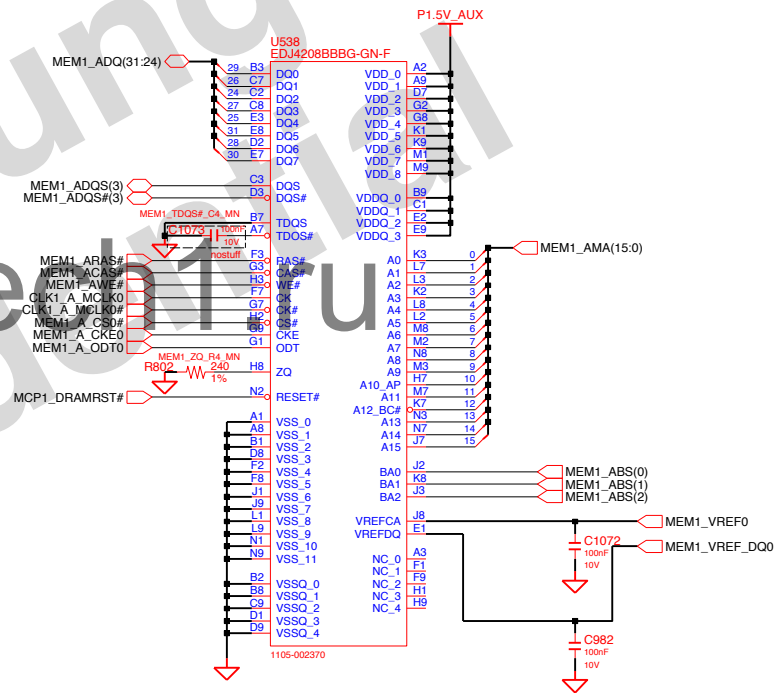 P1.5V_AUX
U538
EDJ4208BBBG-GN-F
MEM1_ADQ(31:24)
29 B3 DQ0 VDD_0 A2
26 C7 DQ1 VDD_1 A9
24 C2 DQ2 VDD_2 D7
27 C8 DQ3 VDD_3 G2
25 E3 DQ4 VDD_4 G8
31 E8 DQ5 VDD_5 K1
28 D2 DQ6 VDD_6 K9
30 E7 DQ7 VDD_7 M1
VDD_8 M9
MEM1_ADQS(3) C3 DQS
MEM1_ADQS#(3) D3 DQS#
VDDQ_0 B9
VDDQ_1 C1
VDDQ_2 E2
VDDQ_3 E9
MEM1_TDQS#_C4_MN
B7 TDQS
A7 TDOS#
C1073 100nF
10V
nostuff
MEM1_ARAS# F3 RAS#
MEM1_ACAS# G3 CAS#
MEM1_AWE# H3 WE#
CLK1_A_MCLK0 F7 CK
CLK1_A_MCLK0# G7 CK#
MEM1_A_CS0# H2 CS#
MEM1_A_CKE0 G9 CKE
MEM1_A_ODT0 G1 ODT
MEM1_AMA(15:0)
A0 K3 0
A1 L7 1
A2 L3 2
A3 K2 3
A4 L8 4
A5 L2 5
A6 M8 6
A7 M2 7
A8 N8 8
A9 M3 9
A10_AP H7 10
A11 M7 11
A12_BC# K7 12
A13 N3 13
A14 N7 14
A15 J7 15
MEM1_ZQ_R4_MN
R802 240 H8 ZQ
1%
MCP1_DRAMRST# N2 RESET#
A1 VSS_0
A8 VSS_1
B1 VSS_2
D8 VSS_3
F2 VSS_4
F8 VSS_5
J1 VSS_6
J9 VSS_7
L1 VSS_8
L9 VSS_9
N1 VSS_10
N9 VSS_11
BA0 J2 MEM1_ABS(0)
BA1 K8 MEM1_ABS(1)
BA2 J3 MEM1_ABS(2)
VREFCA J8 MEM1_VREF0
VREFDQ E1 MEM1_VREF_DQ0
C1072
100nF
10V
NC_0 A3
NC_1 F1
NC_2 F9
NC_3 H1
NC_4 H9
B2 VSSQ_0
B8 VSSQ_1
C9 VSSQ_2
D1 VSSQ_3
D9 VSSQ_4
C982
100nF
10V
1105-002370
ung
ential
ech1.ru